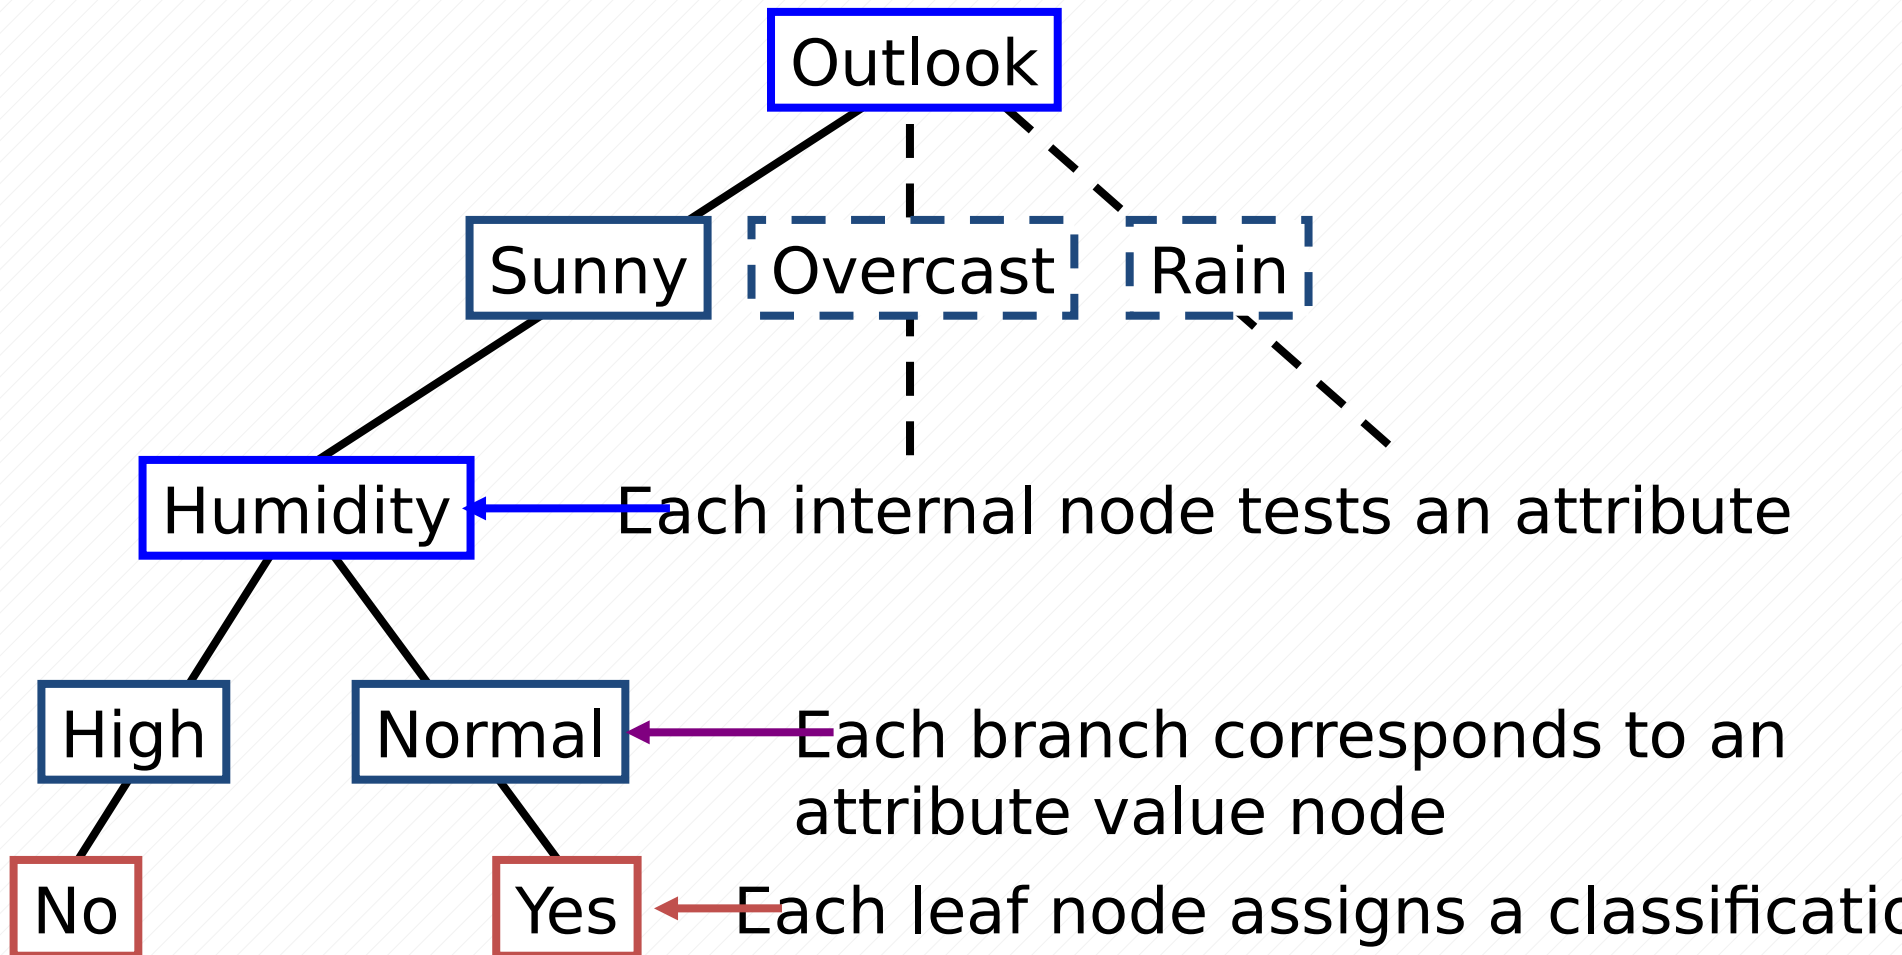 Outlook
Sunny
Overcast
Rain
Humidity
Each internal node tests an attribute
High
Normal
Each branch corresponds to an
attribute value node
No
Yes
Each leaf node assigns a classificatio